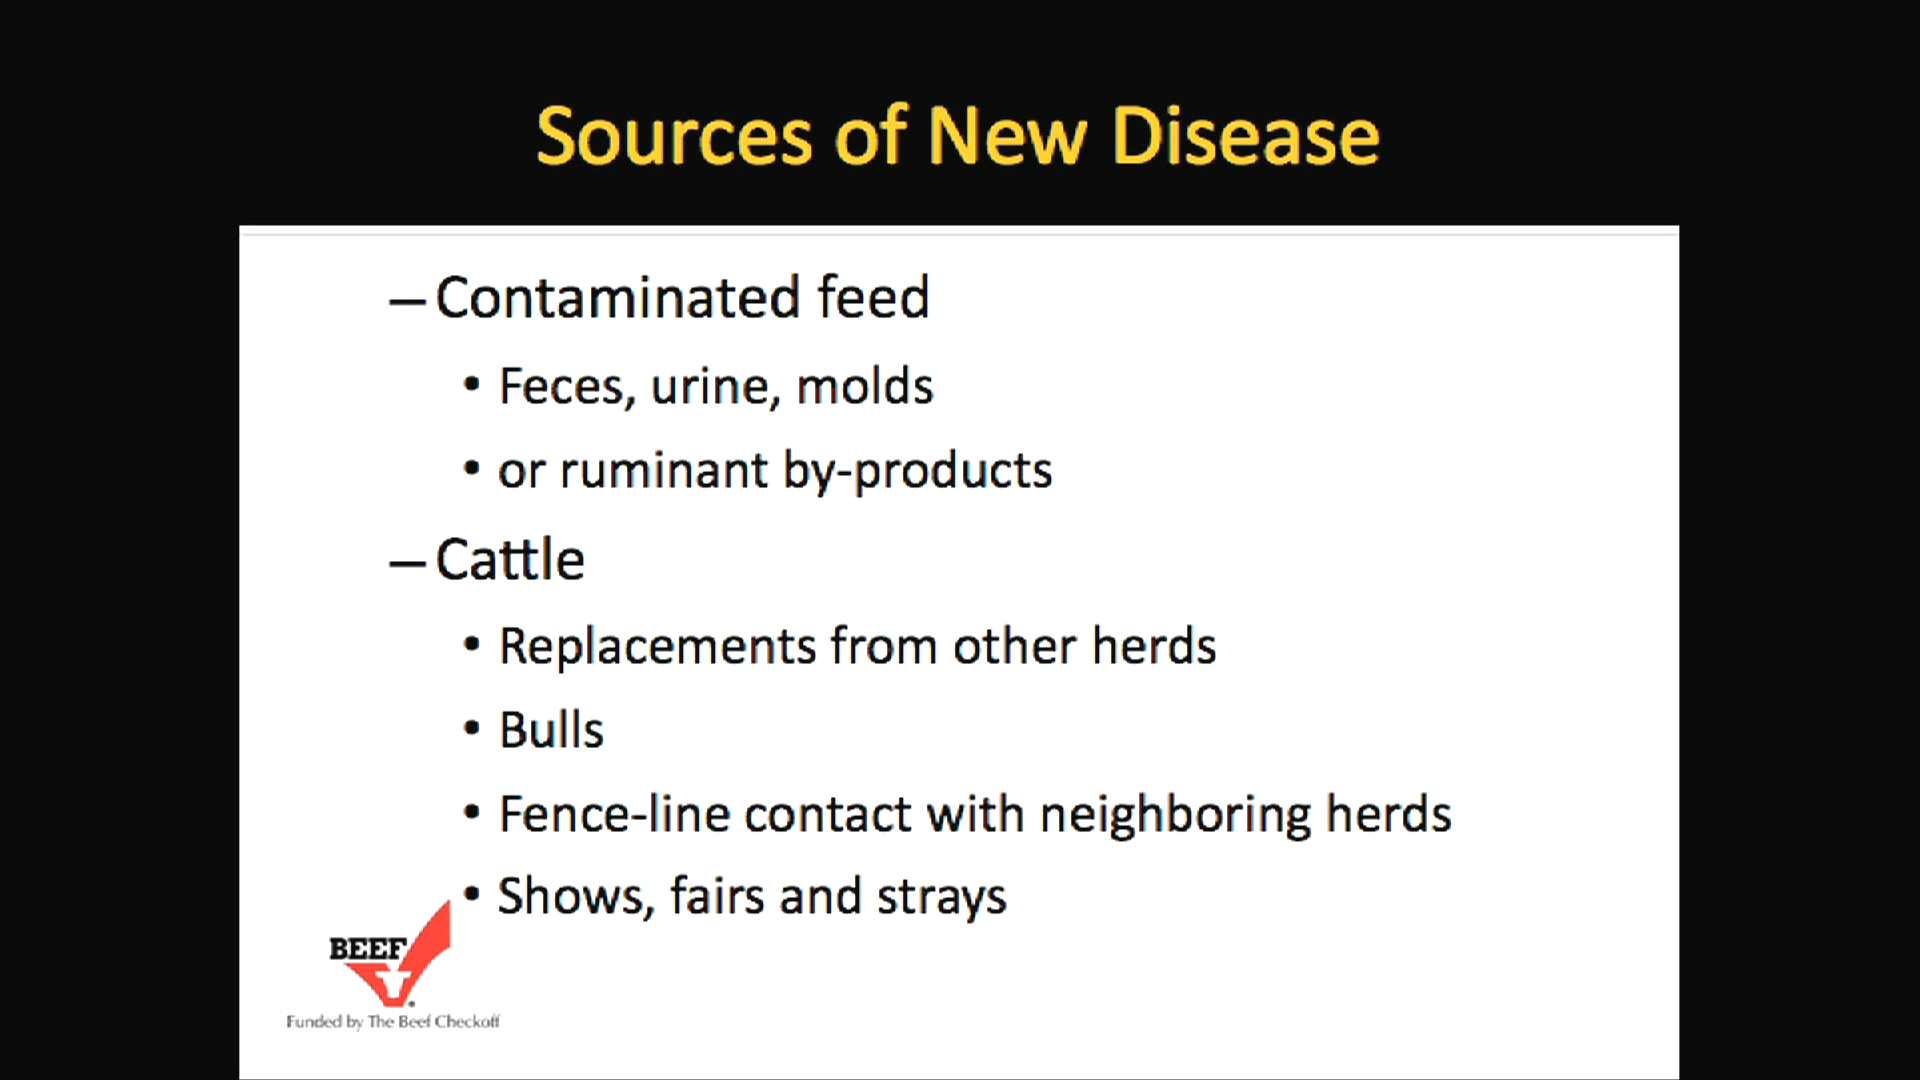 Sources of New Disease
– Contaminated feed
• Feces, urine, molds
• or ruminant by-products
– Cattle
• Replacements from other herds
• Bulls
• Fence-line contact with neighboring herds
• Shows, fairs and strays
BEEF
Funded by The Beef Checkoff